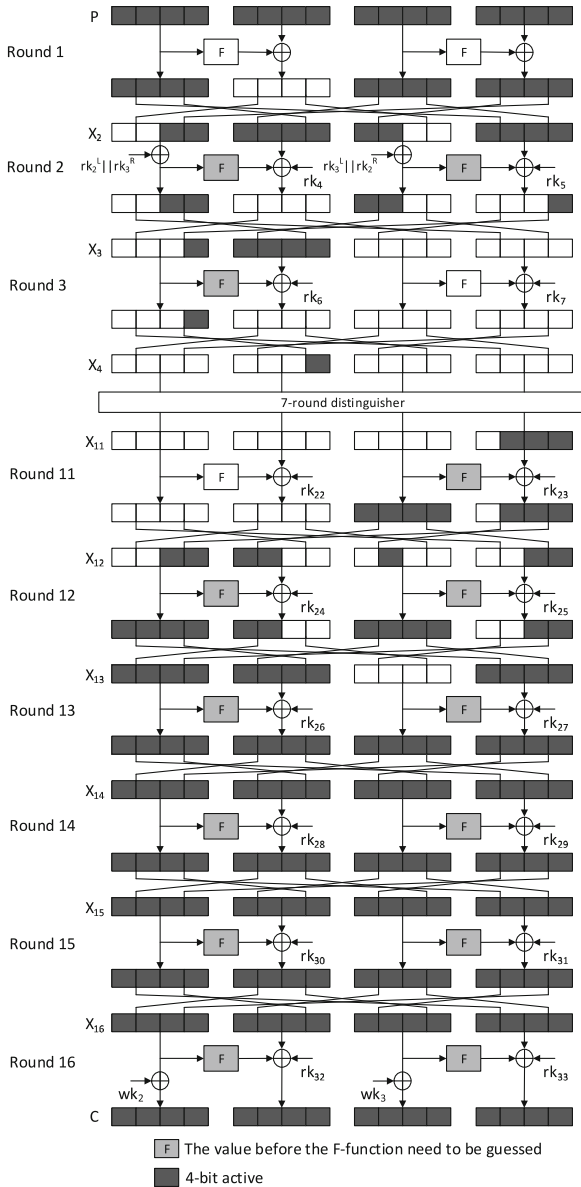 P
Round 1 F F
X₂
Round 2 rk₂ᴸ||rk₃ᴿ F rk₄ rk₃ᴸ||rk₂ᴿ F rk₅
X₃
Round 3 F rk₆ F rk₇
X₄
7-round distinguisher
X₁₁
Round 11 F rk₂₂ F rk₂₃
X₁₂
Round 12 F rk₂₄ F rk₂₅
X₁₃
Round 13 F rk₂₆ F rk₂₇
X₁₄
Round 14 F rk₂₈ F rk₂₉
X₁₅
Round 15 F rk₃₀ F rk₃₁
X₁₆
Round 16 F rk₃₂ F rk₃₃
wk₂ wk₃
C
F The value before the F-function need to be guessed
4-bit active